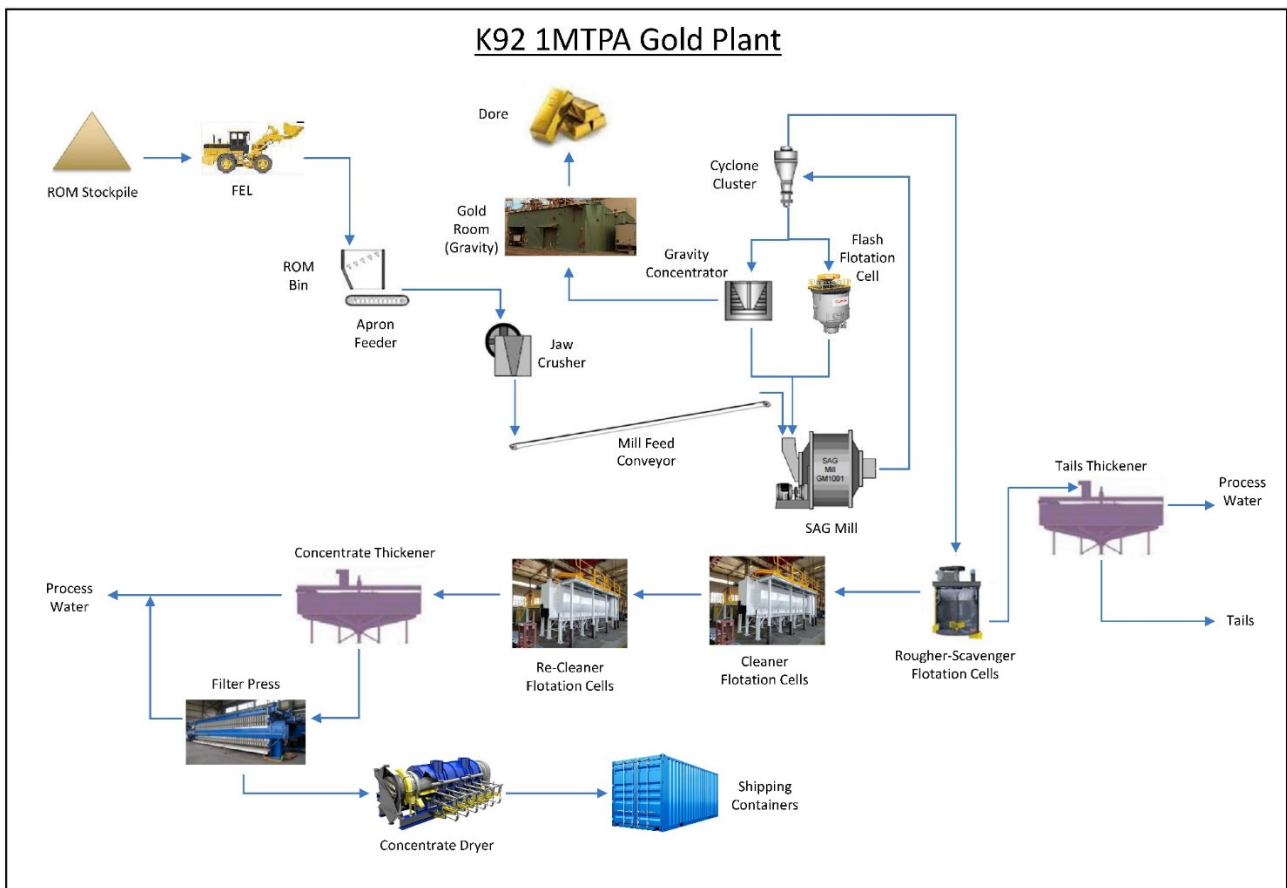 K92 1MTPA Gold Plant
Dore
ROM Stockpile
FEL
Cyclone
Cluster
Gold
Room
(Gravity)
Flash
Flotation
Cell
Gravity
Concentrator
ROM
Bin
Apron
Feeder
Jaw
Crusher
Mill Feed
Conveyor
SAG
Mill
GM1001
SAG Mill
Tails Thickener
Process
Water
Concentrate Thickener
Process
Water
Tails
Re-Cleaner
Flotation Cells
Cleaner
Flotation Cells
Rougher-Scavenger
Flotation Cells
Filter Press
Shipping
Containers
Concentrate Dryer